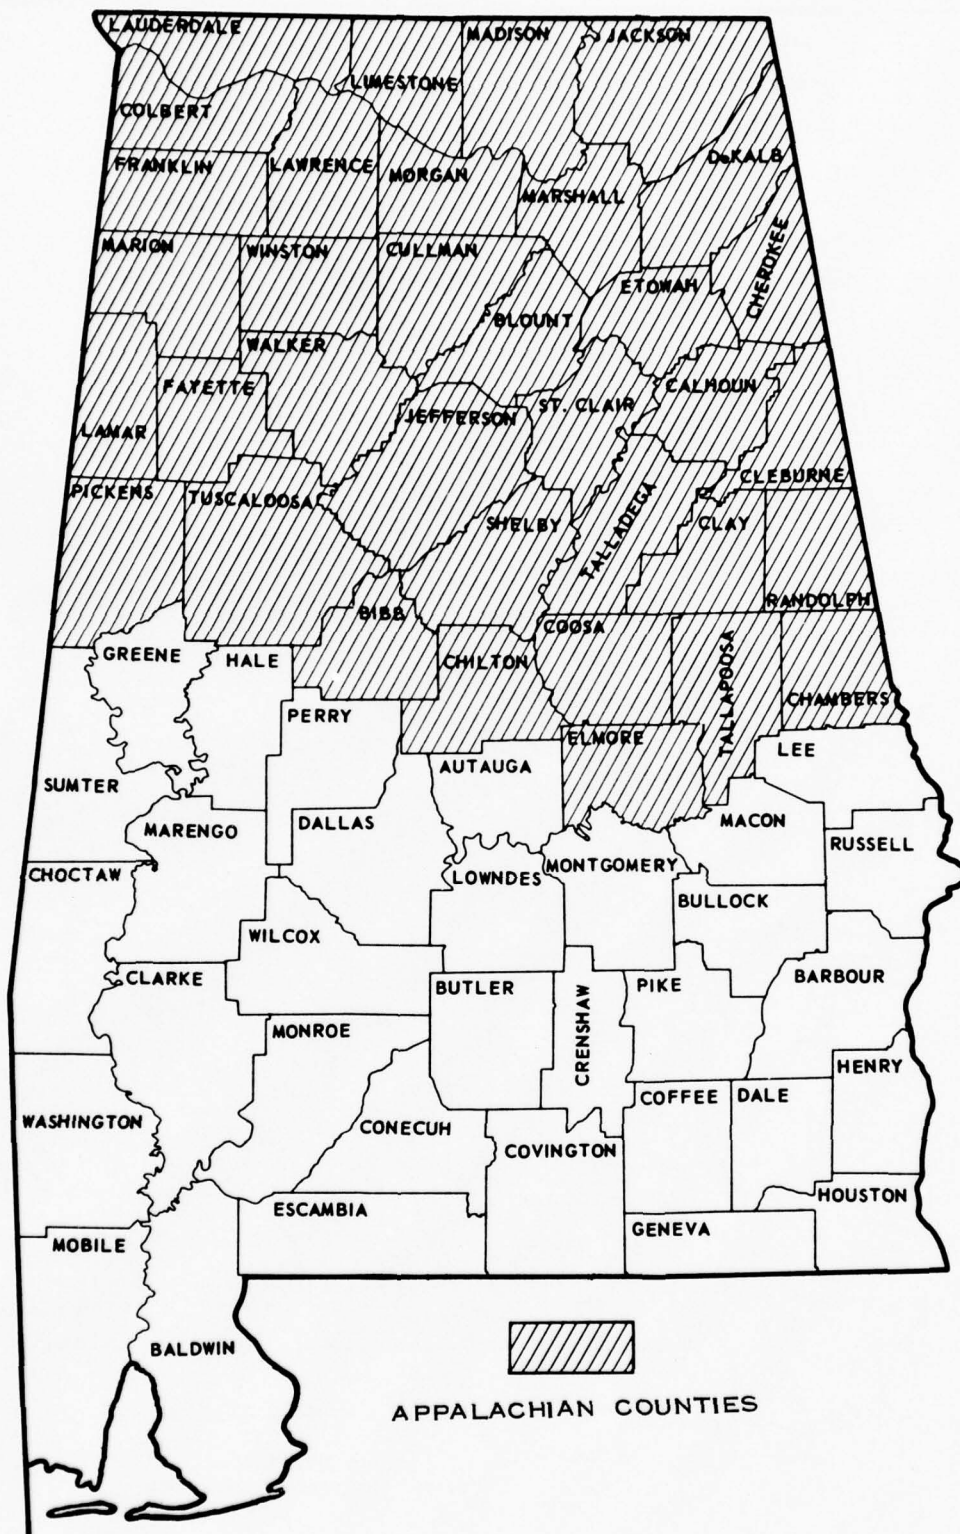 LAUDERDALE
LIMESTONE
MADISON
JACKSON
COLBERT
FRANKLIN
LAWRENCE
MORGAN
MARSHALL
DeKALB
MARION
WINSTON
CULLMAN
ETOWAH
CHEROKEE
BLOUNT
WALKER
FAYETTE
LAMAR
JEFFERSON
ST. CLAIR
CALHOUN
CLEBURNE
PICKENS
TUSCALOOSA
SHELBY
TALLADEGA
CLAY
RANDOLPH
BIBB
COOSA
GREENE
HALE
CHILTON
TALLAPOOSA
CHAMBERS
PERRY
ELMORE
LEE
SUMTER
AUTAUGA
MARENGO
DALLAS
MACON
RUSSELL
CHOCTAW
LOWNDES
MONTGOMERY
BULLOCK
WILCOX
CLARKE
BUTLER
CRENSHAW
PIKE
BARBOUR
MONROE
HENRY
WASHINGTON
CONECUH
COFFEE
DALE
COVINGTON
ESCAMBIA
HOUSTON
GENEVA
MOBILE
BALDWIN
APPALACHIAN COUNTIES